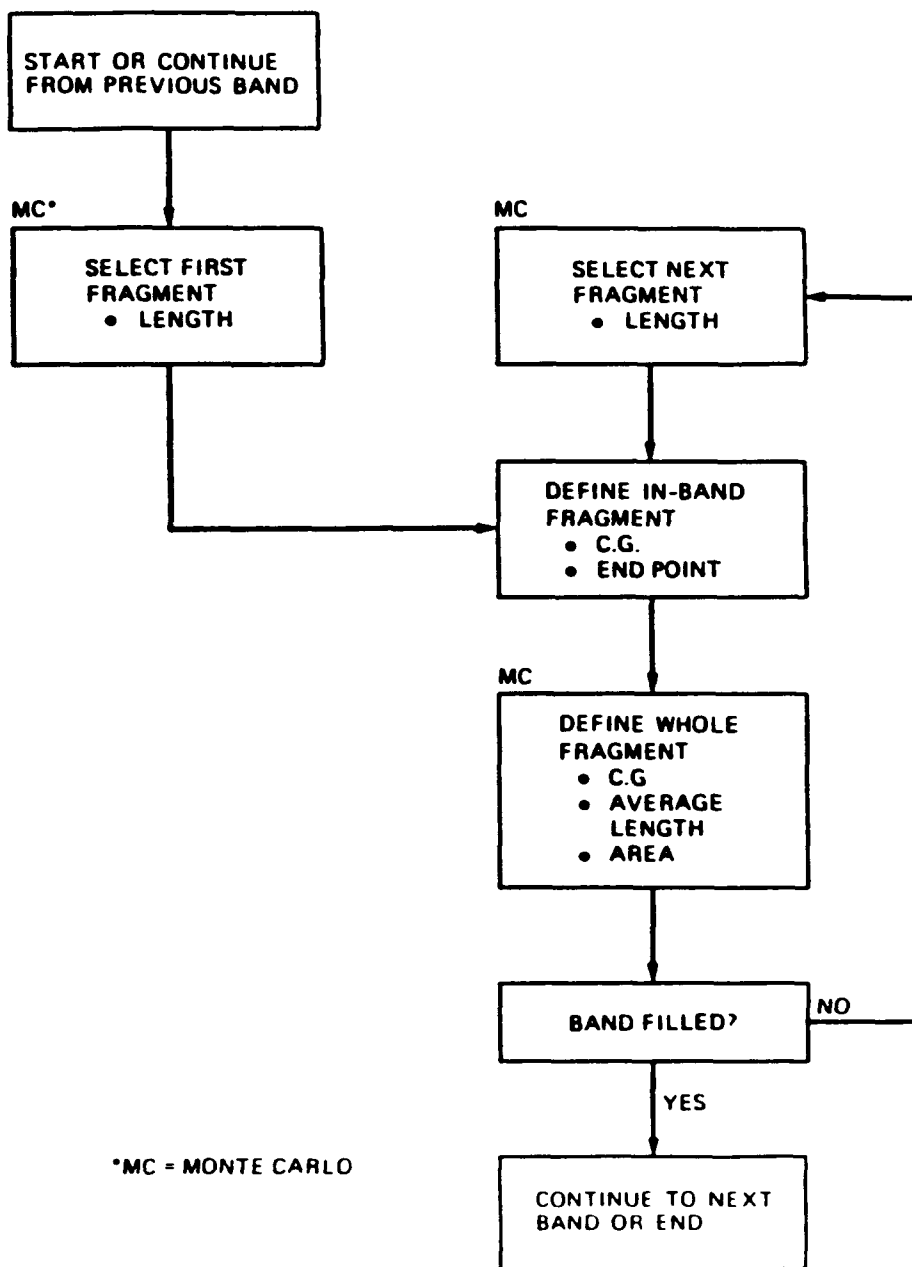 START OR CONTINUE
FROM PREVIOUS BAND
MC*
SELECT FIRST
FRAGMENT
• LENGTH
MC
SELECT NEXT
FRAGMENT
• LENGTH
DEFINE IN-BAND
FRAGMENT
• C.G.
• END POINT
MC
DEFINE WHOLE
FRAGMENT
• C.G
• AVERAGE
LENGTH
• AREA
BAND FILLED?
NO
YES
*MC = MONTE CARLO
CONTINUE TO NEXT
BAND OR END